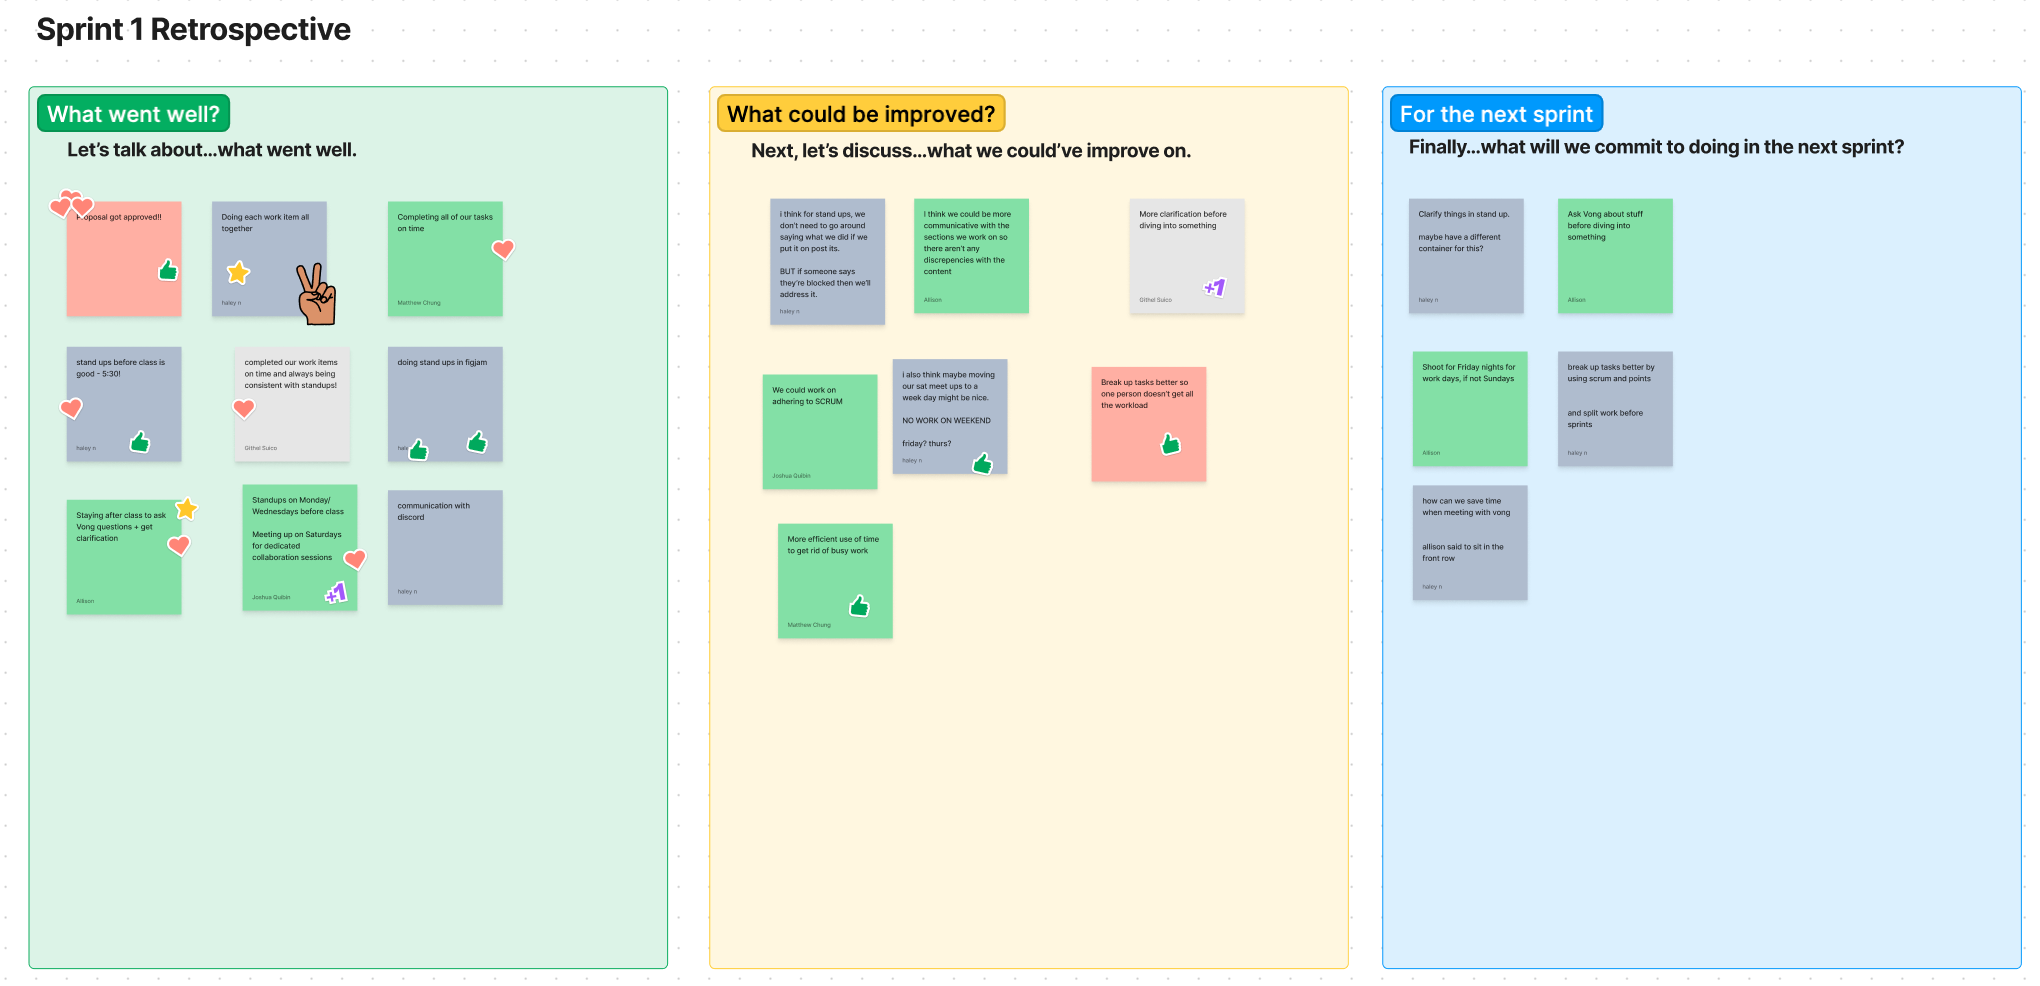 Sprint 1 Retrospective
What went well?
Let's talk about...what went well.
Proposal got approved!!
Doing each work item all
together
haley n
Completing all of our tasks
on time
Matthew Chung
stand ups before class is
good - 5:30!
haley n
completed our work items
on time and always being
consistent with standups!
Githel Suico
doing stand ups in figjam
Staying after class to ask
Vong questions + get
clarification
Allison
Standups on Monday/
Wednesdays before class
Meeting up on Saturdays
for dedicated
collaboration sessions
Joshua Quibin
+1
communication with
discord
haley n
What could be improved?
Next, let's discuss...what we could've improve on.
i think for stand ups, we
don't need to go around
saying what we did if we
put it on post its.
BUT if someone says
they're blocked then we'll
address it.
haley n
I think we could be more
communicative with the
sections we work on so
there aren't any
discrepencies with the
content
Allison
More clarification before
diving into something
Githel Suico
+1
We could work on
adhering to SCRUM
Joshua Quibin
i also think maybe moving
our sat meet ups to a
week day might be nice.
NO WORK ON WEEKEND
friday? thurs?
haley n
Break up tasks better so
one person doesn't get all
the workload
More efficient use of time
to get rid of busy work
Matthew Chung
For the next sprint
Finally...what will we commit to doing in the next sprint?
Clarify things in stand up.
maybe have a different
container for this?
haley n
Ask Vong about stuff
before diving into
something
Allison
Shoot for Friday nights for
work days, if not Sundays
Allison
break up tasks better by
using scrum and points
and split work before
sprints
haley n
how can we save time
when meeting with vong
allison said to sit in the
front row
haley n